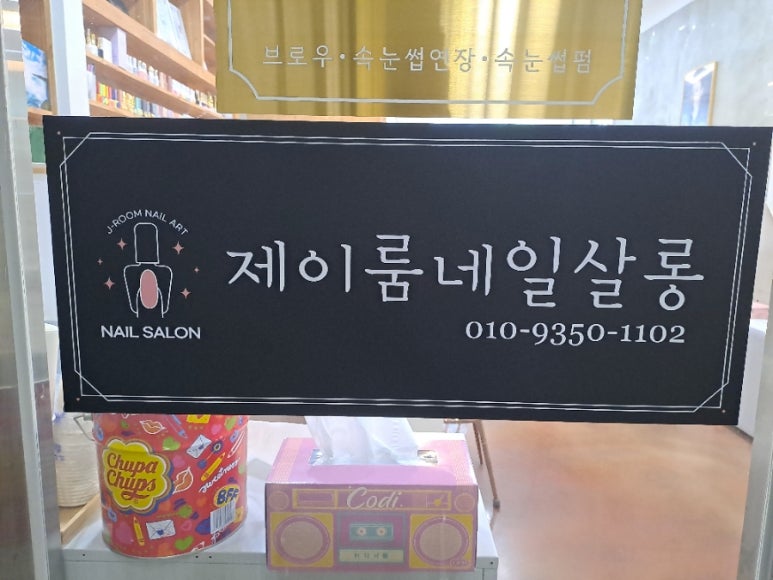 브로우·속눈썹연장·속눈썹펌
J-ROOM NAIL ART
NAIL SALON
제이룸네일살롱
010-9350-1102
Chupa
Chups
BFF
Codi